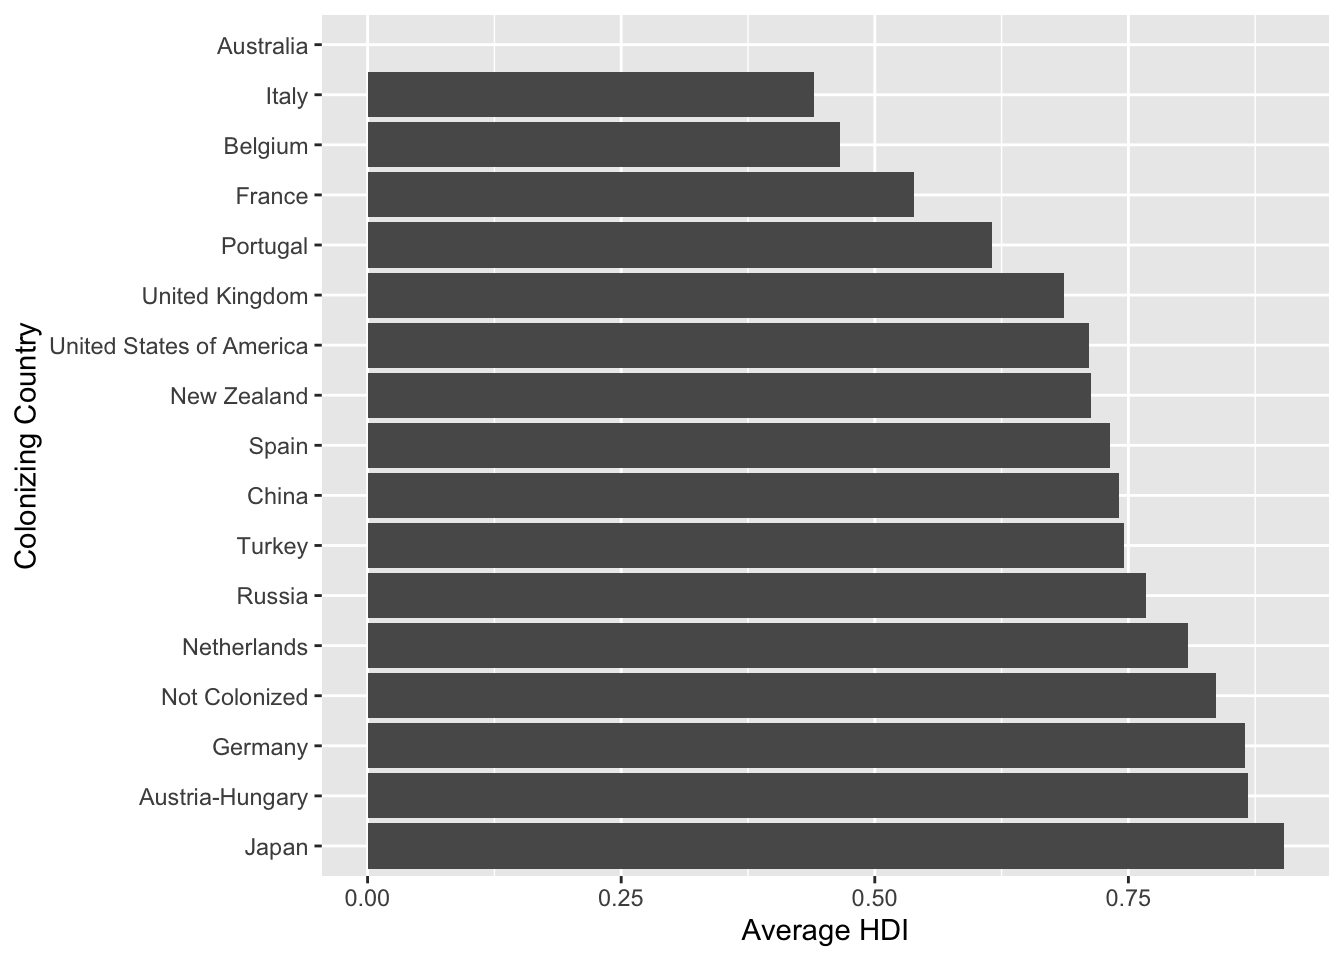 Australia
Italy
Belgium
France
Portugal
United Kingdom
United States of America
New Zealand
Spain
China
Turkey
Russia
Netherlands
Not Colonized
Germany
Austria-Hungary
Japan
Colonizing Country
0.00 0.25 0.50 0.75
Average HDI